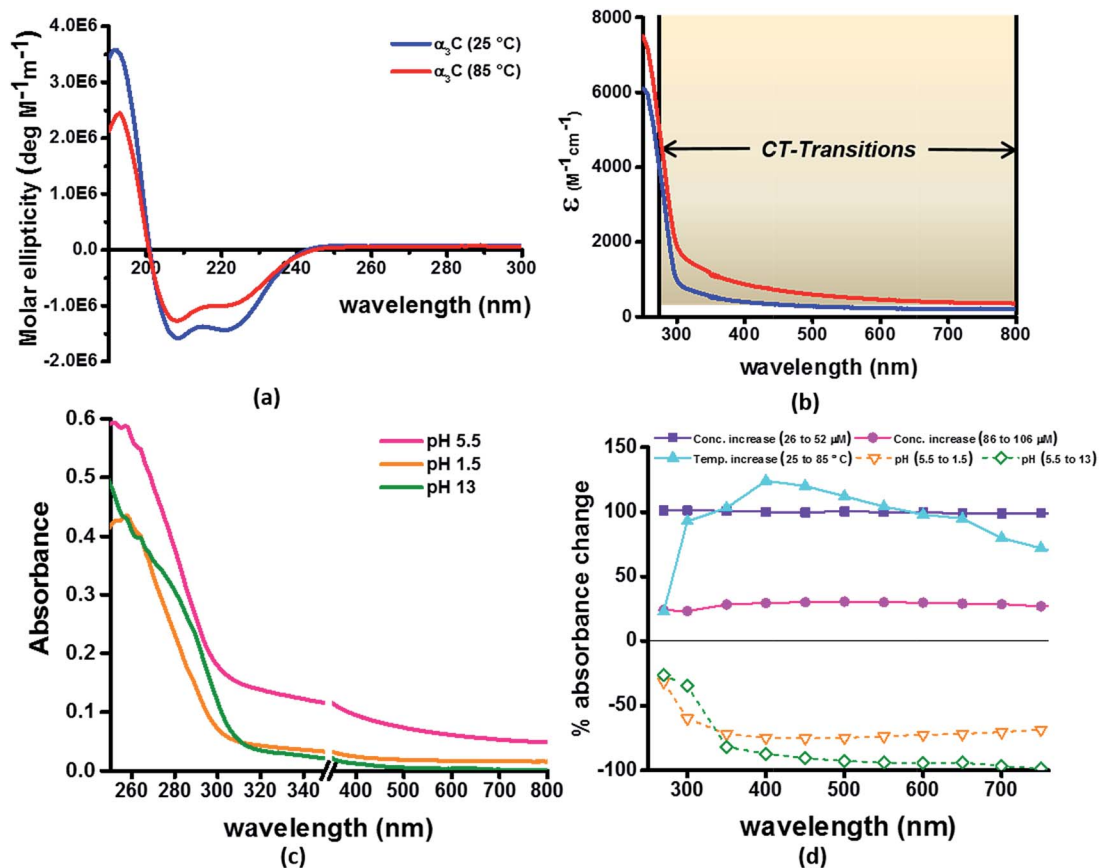 4.0E6
3.0E6
2.0E6
1.0E6
0.0
-1.0E6
-2.0E6
Molar ellipticity (deg M⁻¹m⁻¹)
α₃C (25 °C)
α₃C (85 °C)
200 220 240 260 280 300
wavelength (nm)
(a)
8000
6000
4000
2000
0
ε (M⁻¹cm⁻¹)
CT-Transitions
300 400 500 600 700 800
wavelength (nm)
(b)
0.6
0.5
0.4
0.3
0.2
0.1
0.0
Absorbance
pH 5.5
pH 1.5
pH 13
260 280 300 320 340 400 500 600 700 800
wavelength (nm)
(c)
150
100
50
0
-50
-100
% absorbance change
Conc. increase (26 to 52 µM) Conc. increase (86 to 106 µM)
Temp. increase (25 to 85 °C) pH (5.5 to 1.5) pH (5.5 to 13)
300 400 500 600 700
wavelength (nm)
(d)